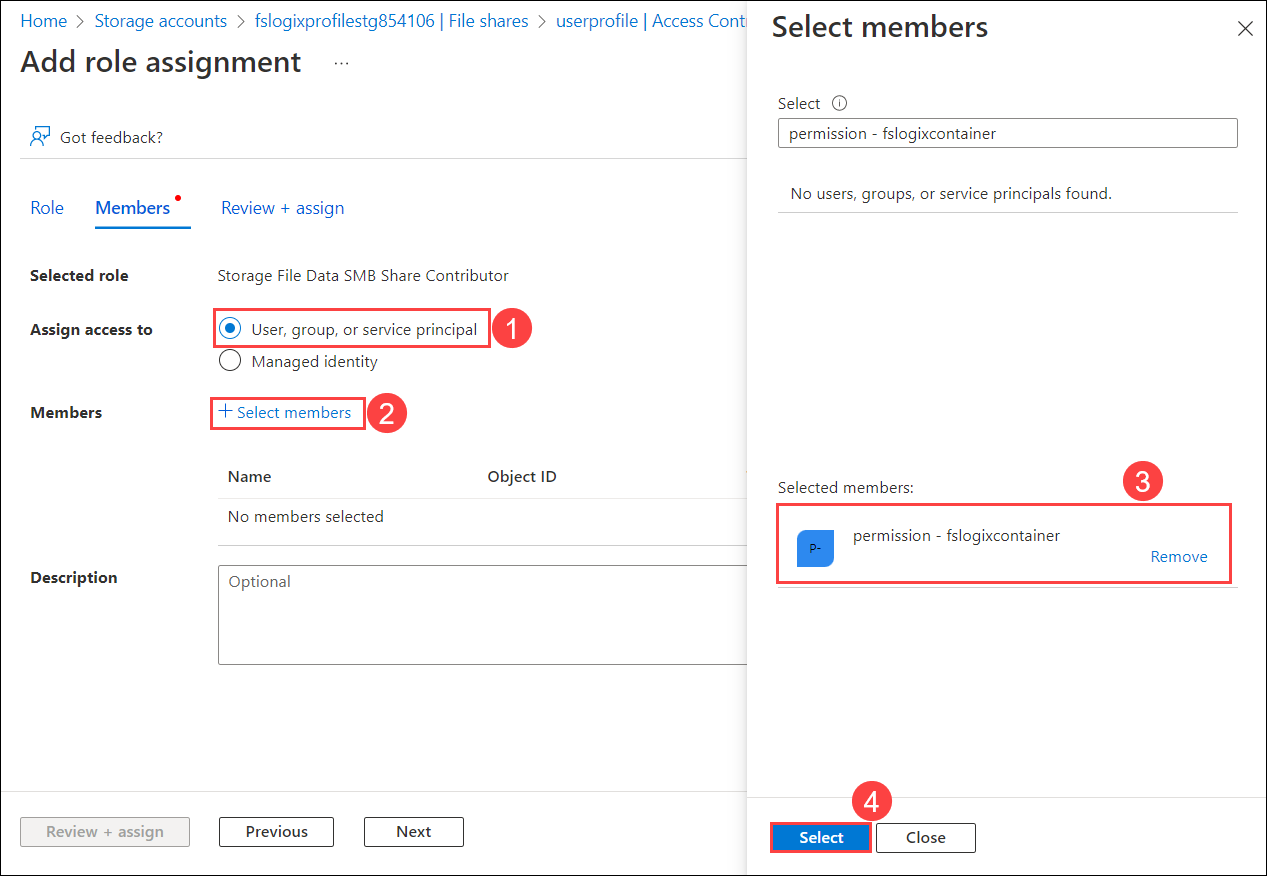 Home > Storage accounts > fslogixprofilestg854106 | File shares > userprofile | Access Cont
Add role assignment ...
Got feedback?
Role Members Review + assign
Selected role Storage File Data SMB Share Contributor
Assign access to User, group, or service principal 1
Managed identity
Members + Select members 2
Name Object ID
No members selected
Description Optional
Review + assign Previous Next
Select members
Select
permission - fslogixcontainer
No users, groups, or service principals found.
Selected members: 3
P- permission - fslogixcontainer
Remove
4
Select Close